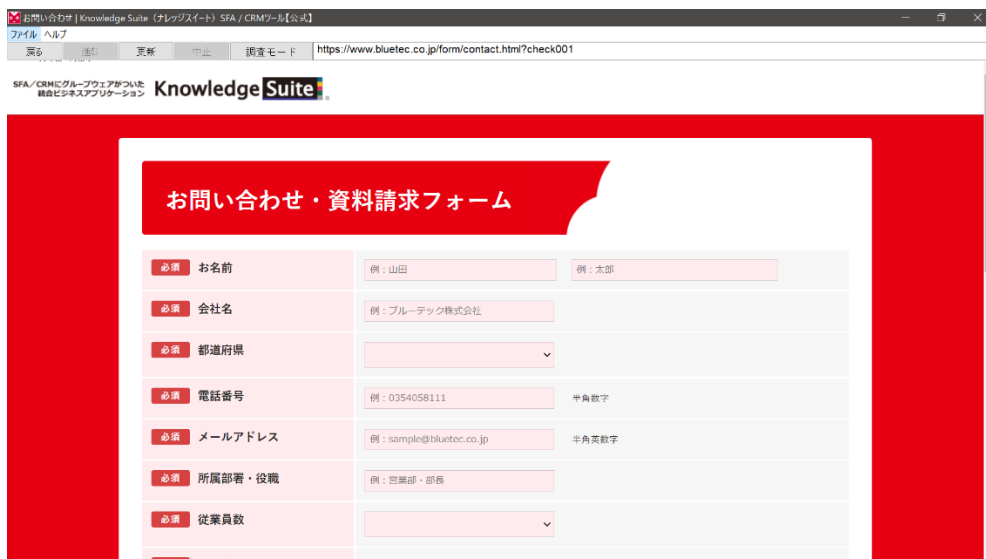 お問い合わせ | Knowledge Suite（ナレッジスイート）SFA / CRMツール【公式】
ファイル ヘルプ
戻る 進む 更新 中止 調査モード https://www.bluetec.co.jp/form/contact.html?check001
SFA／CRMにグループウェアがついた
統合ビジネスアプリケーション
Knowledge Suite
お問い合わせ・資料請求フォーム
必須 お名前 例：山田 例：太郎
必須 会社名 例：ブルーテック株式会社
必須 都道府県
必須 電話番号 例：0354058111 半角数字
必須 メールアドレス 例：sample@bluetec.co.jp 半角英数字
必須 所属部署・役職 例：営業部・部長
必須 従業員数